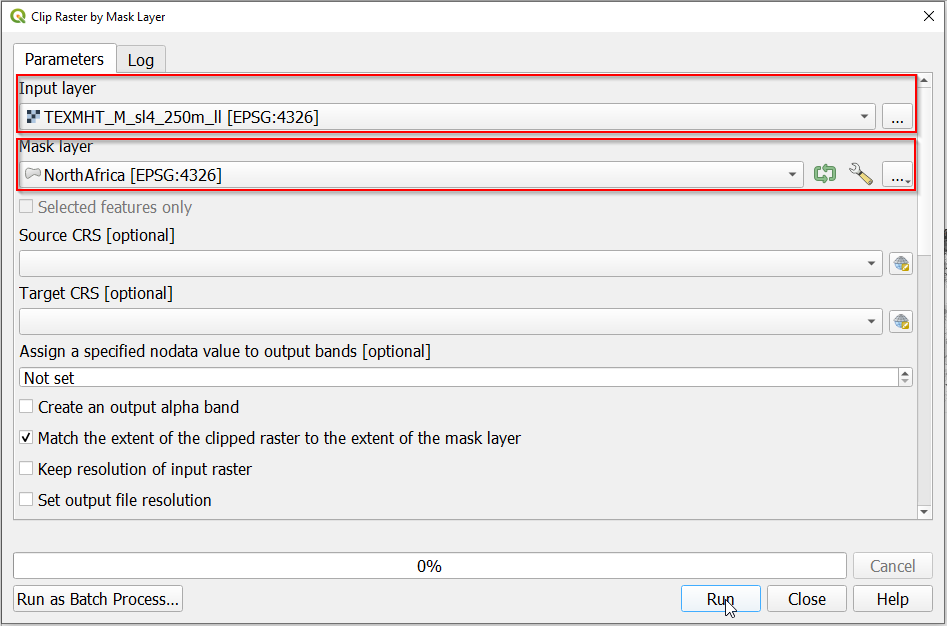 Clip Raster by Mask Layer
Parameters
Log
Input layer
TEXMHT_M_sl4_250m_ll [EPSG:4326]
...
Mask layer
NorthAfrica [EPSG:4326]
...
Selected features only
Source CRS [optional]
Target CRS [optional]
Assign a specified nodata value to output bands [optional]
Not set
Create an output alpha band
Match the extent of the clipped raster to the extent of the mask layer
Keep resolution of input raster
Set output file resolution
0%
Cancel
Run as Batch Process...
Run
Close
Help